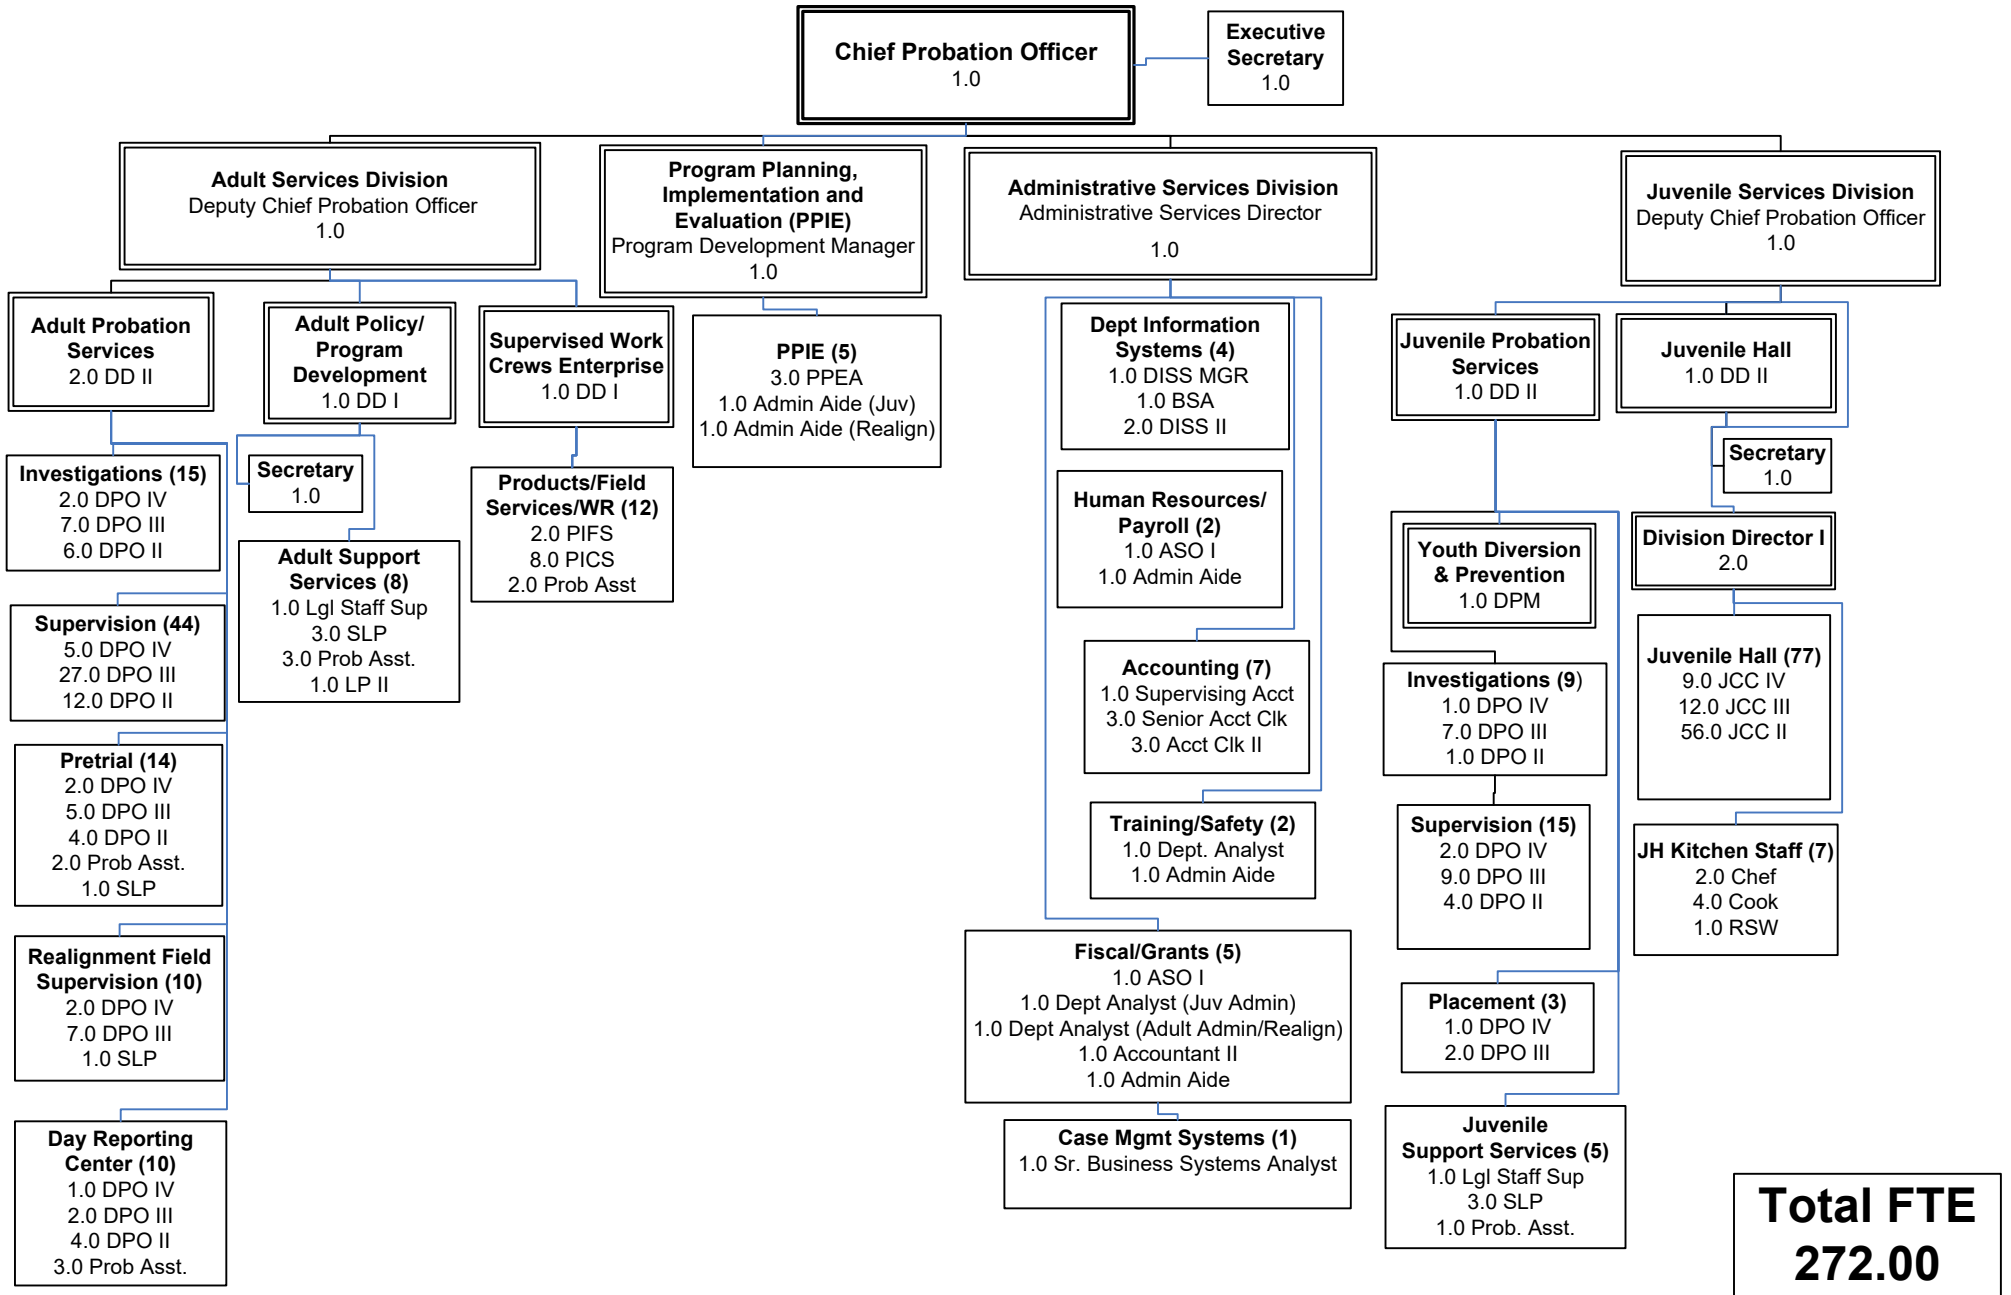 Chief Probation Officer
1.0
Executive
Secretary
1.0
Adult Services Division
Deputy Chief Probation Officer
1.0
Program Planning,
Implementation and
Evaluation (PPIE)
Program Development Manager
1.0
Administrative Services Division
Administrative Services Director
1.0
Juvenile Services Division
Deputy Chief Probation Officer
1.0
Adult Probation
Services
2.0 DD II
Adult Policy/
Program
Development
1.0 DD I
Supervised Work
Crews Enterprise
1.0 DD I
PPIE (5)
3.0 PPEA
1.0 Admin Aide (Juv)
1.0 Admin Aide (Realign)
Dept Information
Systems (4)
1.0 DISS MGR
1.0 BSA
2.0 DISS II
Juvenile Probation
Services
1.0 DD II
Juvenile Hall
1.0 DD II
Investigations (15)
2.0 DPO IV
7.0 DPO III
6.0 DPO II
Secretary
1.0
Products/Field
Services/WR (12)
2.0 PIFS
8.0 PICS
2.0 Prob Asst
Human Resources/
Payroll (2)
1.0 ASO I
1.0 Admin Aide
Secretary
1.0
Adult Support
Services (8)
1.0 Lgl Staff Sup
3.0 SLP
3.0 Prob Asst.
1.0 LP II
Youth Diversion
& Prevention
1.0 DPM
Division Director I
2.0
Supervision (44)
5.0 DPO IV
27.0 DPO III
12.0 DPO II
Accounting (7)
1.0 Supervising Acct
3.0 Senior Acct Clk
3.0 Acct Clk II
Investigations (9)
1.0 DPO IV
7.0 DPO III
1.0 DPO II
Juvenile Hall (77)
9.0 JCC IV
12.0 JCC III
56.0 JCC II
Pretrial (14)
2.0 DPO IV
5.0 DPO III
4.0 DPO II
2.0 Prob Asst.
1.0 SLP
Training/Safety (2)
1.0 Dept. Analyst
1.0 Admin Aide
Supervision (15)
2.0 DPO IV
9.0 DPO III
4.0 DPO II
JH Kitchen Staff (7)
2.0 Chef
4.0 Cook
1.0 RSW
Realignment Field
Supervision (10)
2.0 DPO IV
7.0 DPO III
1.0 SLP
Fiscal/Grants (5)
1.0 ASO I
1.0 Dept Analyst (Juv Admin)
1.0 Dept Analyst (Adult Admin/Realign)
1.0 Accountant II
1.0 Admin Aide
Placement (3)
1.0 DPO IV
2.0 DPO III
Day Reporting
Center (10)
1.0 DPO IV
2.0 DPO III
4.0 DPO II
3.0 Prob Asst.
Case Mgmt Systems (1)
1.0 Sr. Business Systems Analyst
Juvenile
Support Services (5)
1.0 Lgl Staff Sup
3.0 SLP
1.0 Prob. Asst.
Total FTE
272.00